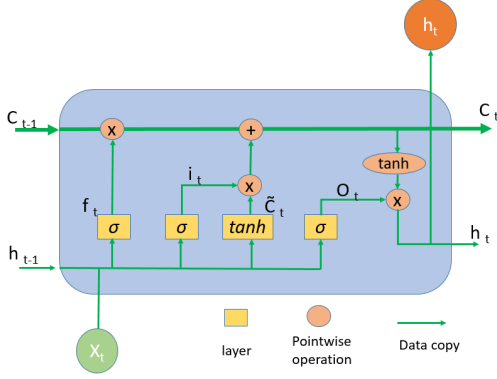 h t
C t-1
C t
x
+
tanh
i t
x
O t
x
f t
C̃ t
σ
σ
tanh
σ
h t-1
h t
X t
layer
Pointwise
operation
Data copy